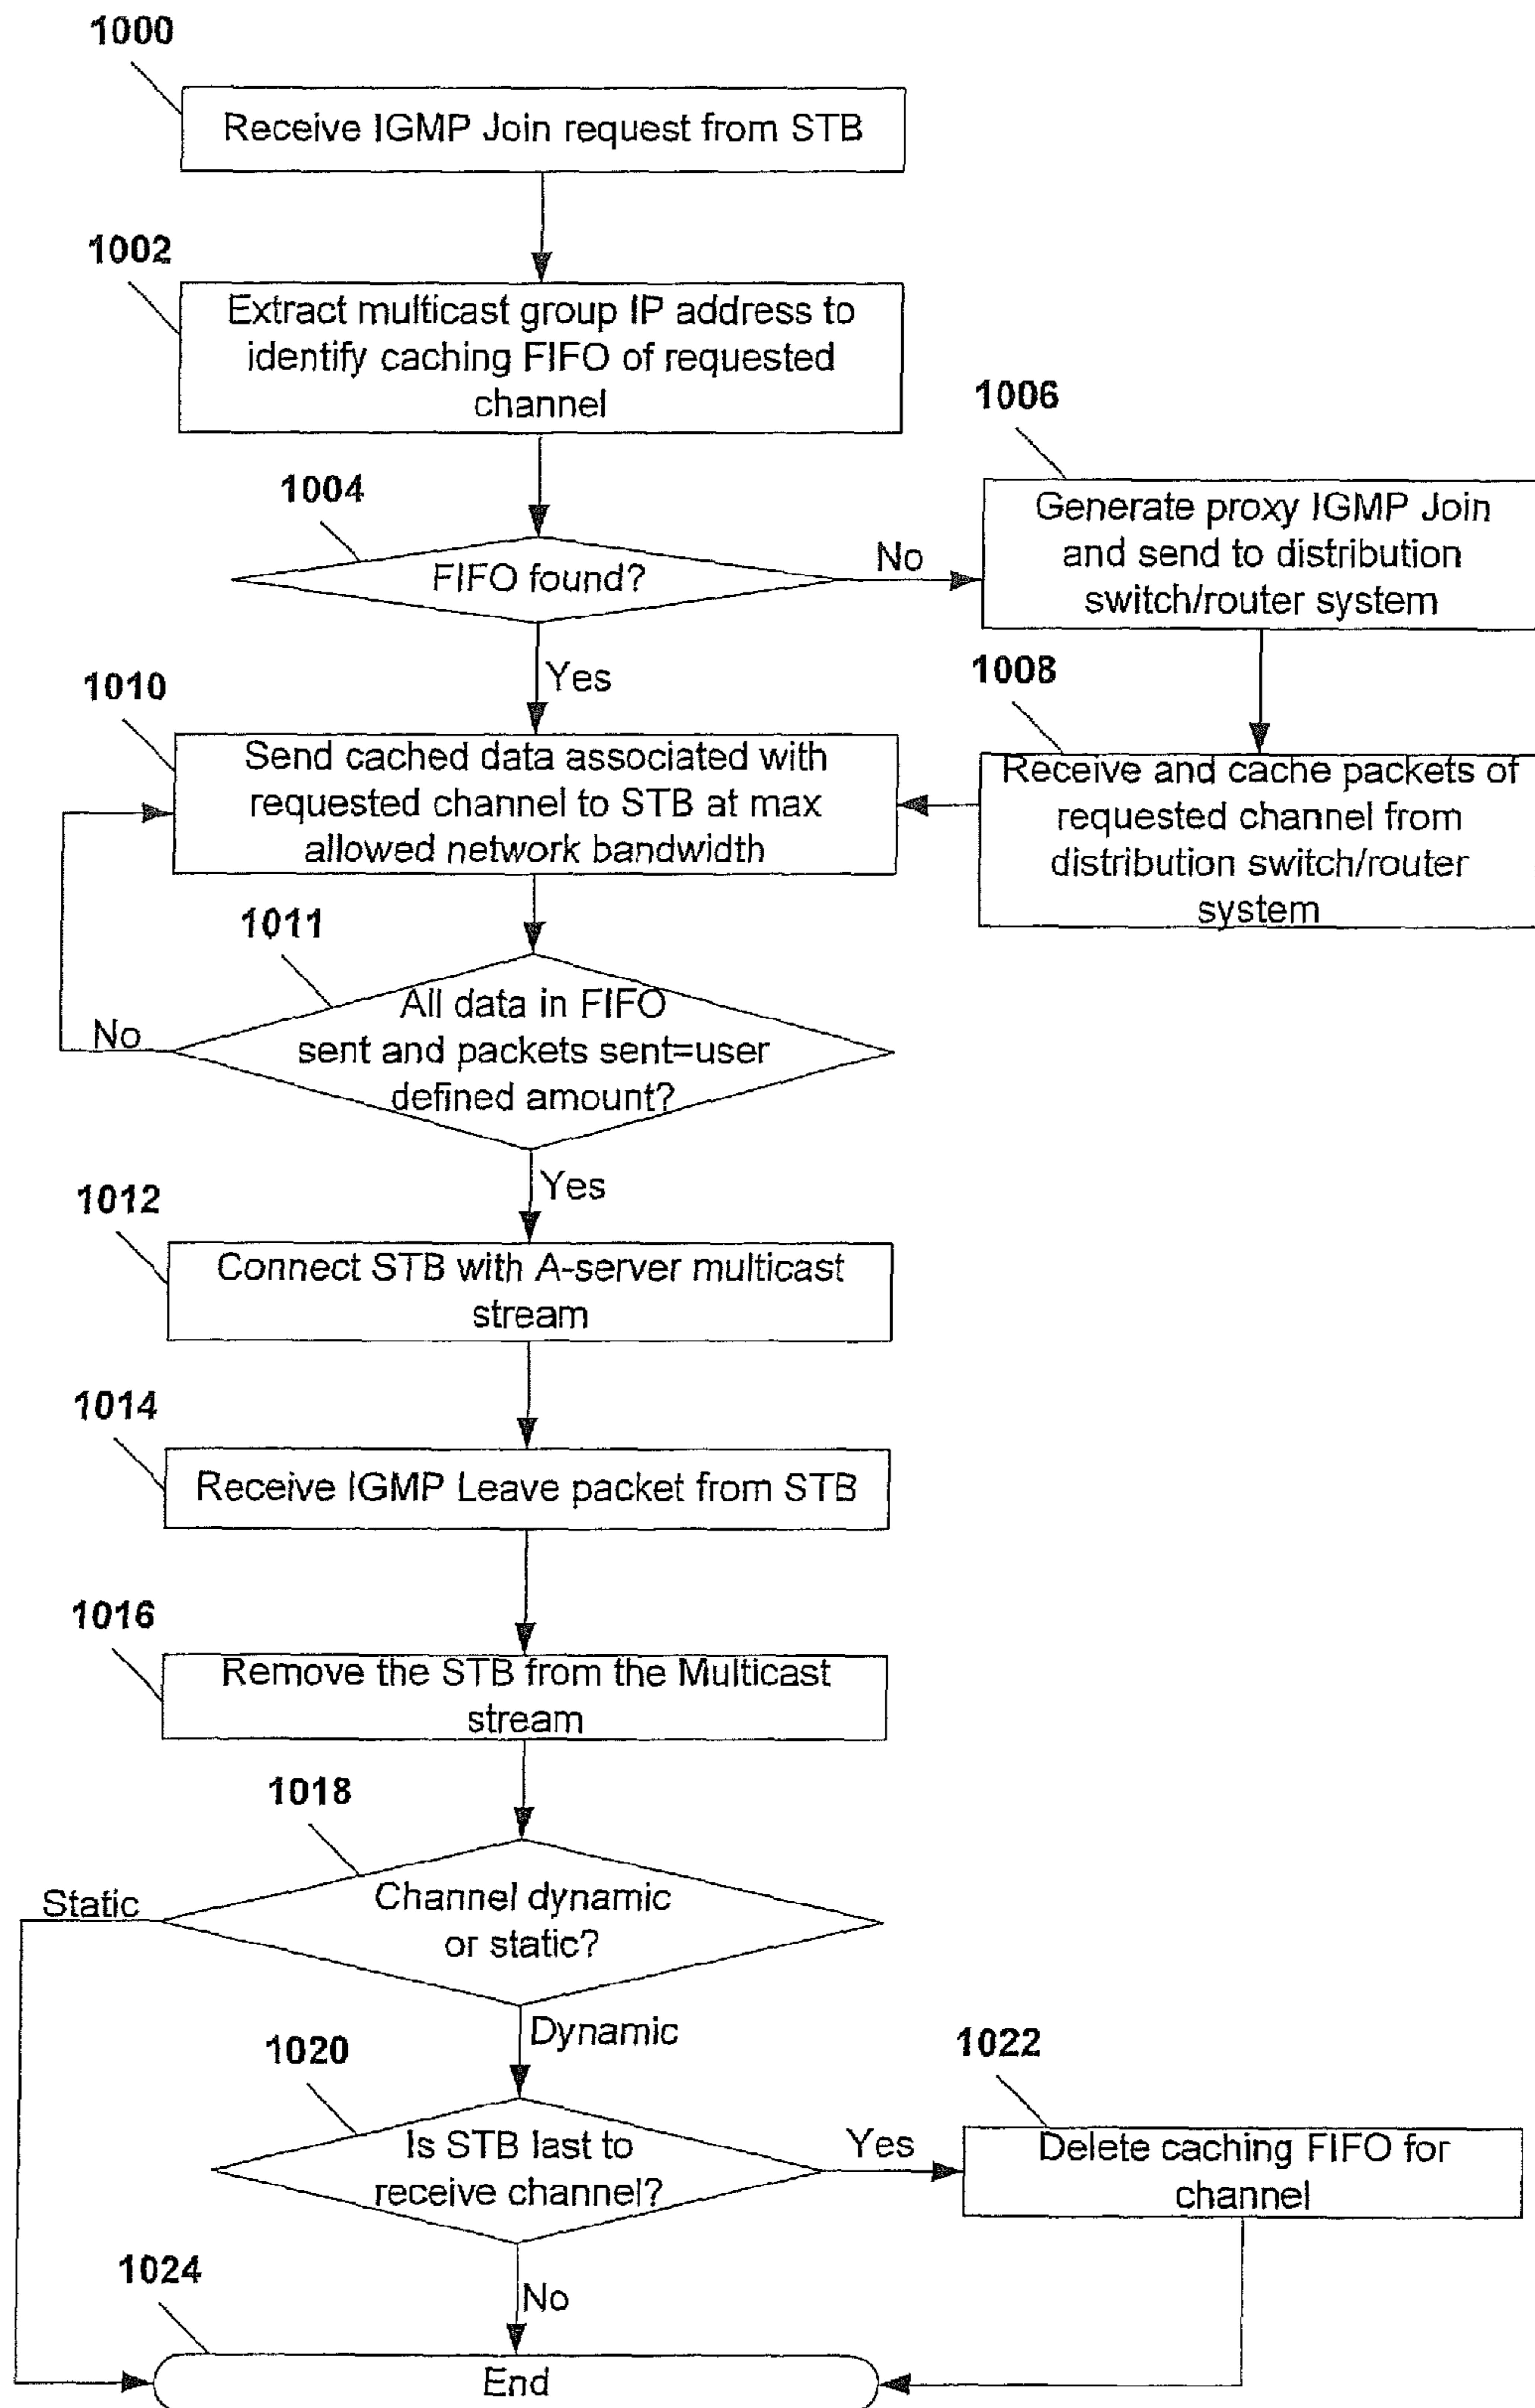 1000
Receive IGMP Join request from STB
1002
Extract multicast group IP address to
identify caching FIFO of requested
channel
1004
FIFO found?
No
1006
Generate proxy IGMP Join
and send to distribution
switch/router system
Yes
1008
Receive and cache packets of
requested channel from
distribution switch/router
system
1010
Send cached data associated with
requested channel to STB at max
allowed network bandwidth
1011
All data in FIFO
sent and packets sent=user
defined amount?
No
Yes
1012
Connect STB with A-server multicast
stream
1014
Receive IGMP Leave packet from STB
1016
Remove the STB from the Multicast
stream
1018
Channel dynamic
or static?
Static
Dynamic
1020
Is STB last to
receive channel?
Yes
1022
Delete caching FIFO for
channel
No
1024
End